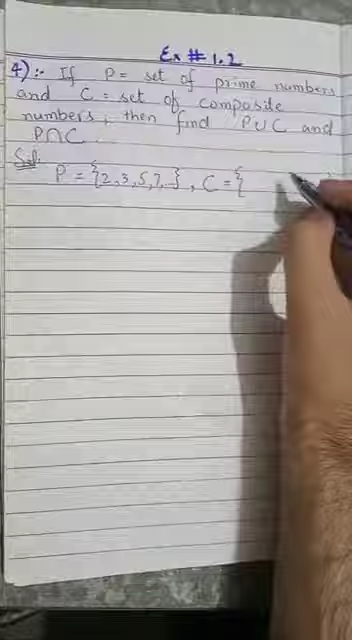 Ex # 1.2
4):- If P = set of prime numbers
and C = set of composite
numbers, then find P∪C and
P∩C
Sol:
P = {2,3,5,7,..}, C = {